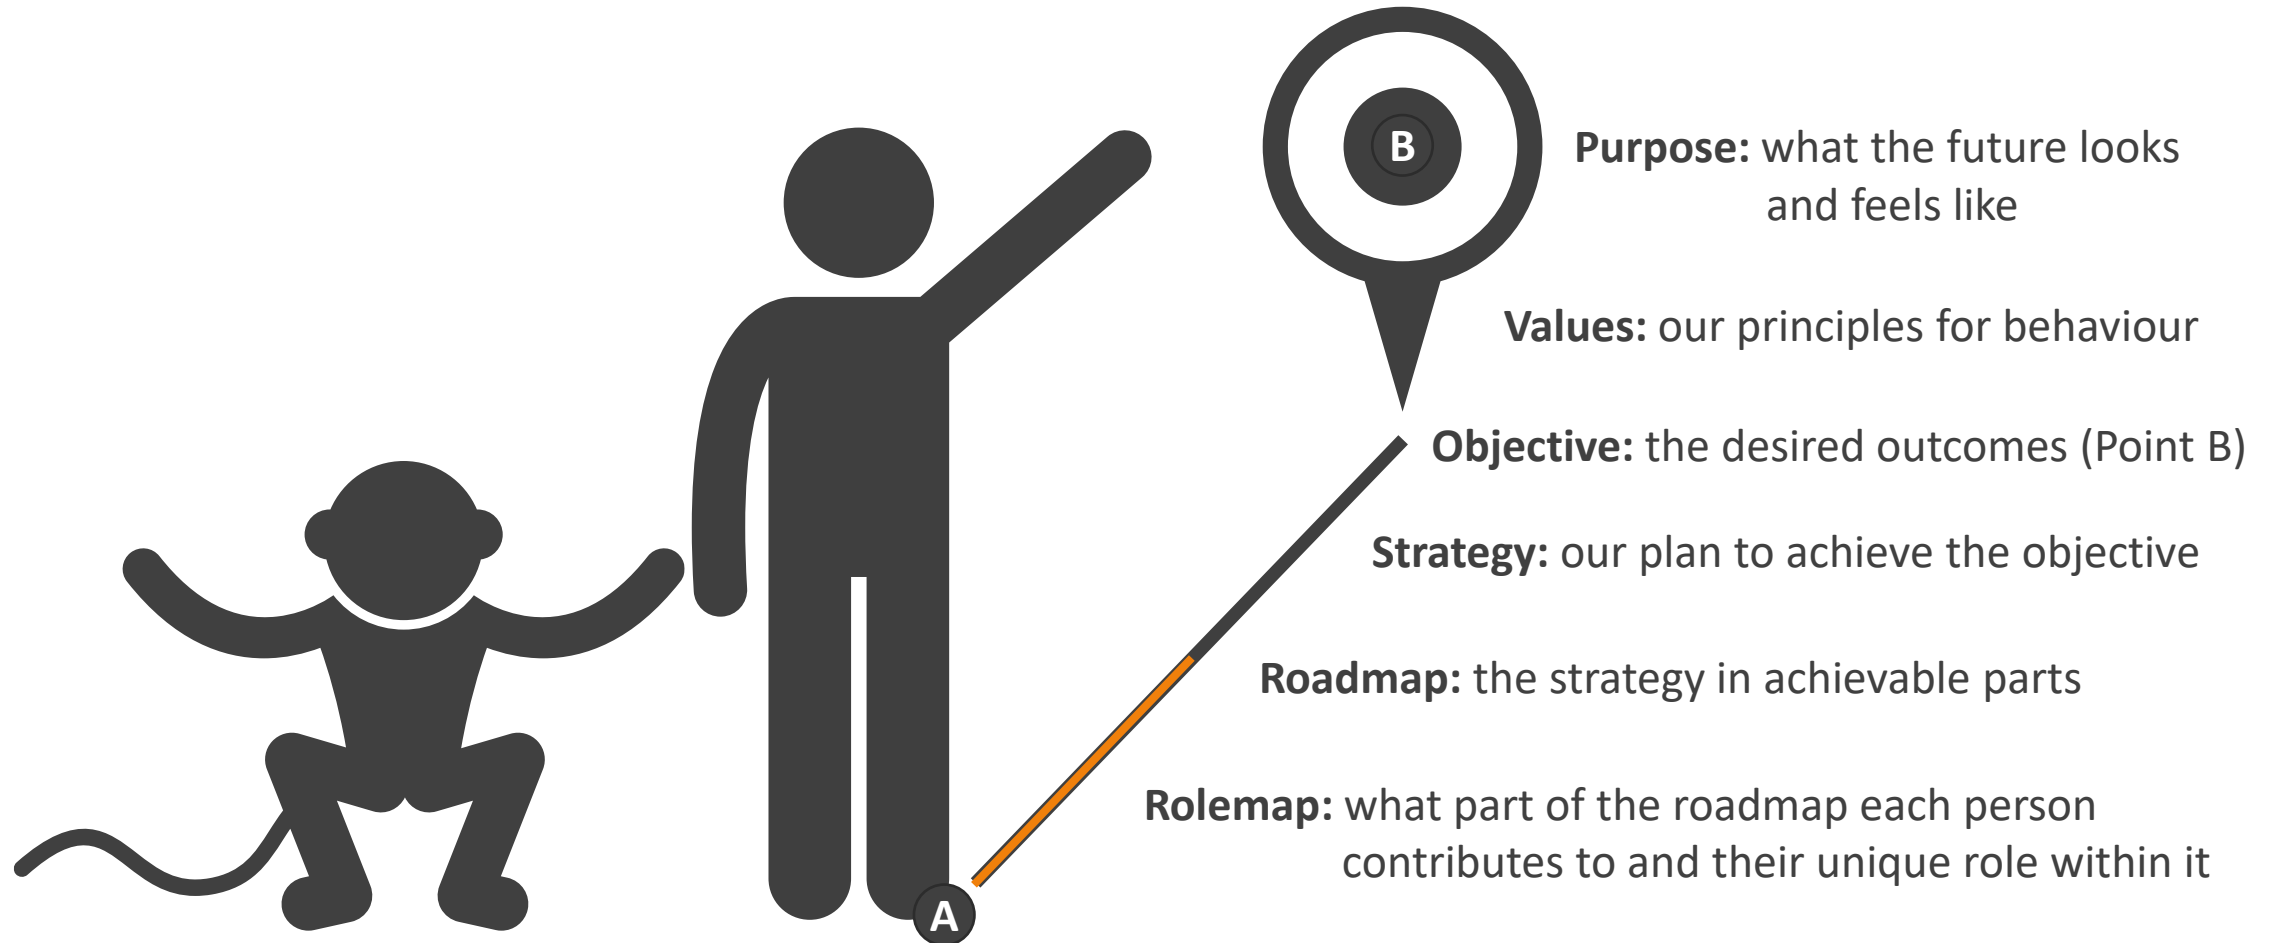 B
Purpose: what the future looks
and feels like
Values: our principles for behaviour
Objective: the desired outcomes (Point B)
Strategy: our plan to achieve the objective
Roadmap: the strategy in achievable parts
Rolemap: what part of the roadmap each person
contributes to and their unique role within it
A